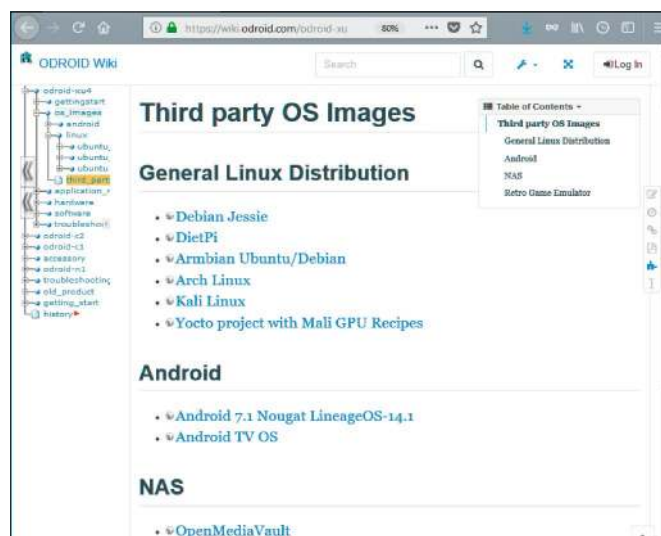 https://wiki.odroid.com/odroid-xu
80%
ODROID Wiki
Search
Log In
odroid-xu4
gettingstart
os_images
android
linux
ubuntu_
ubuntu_
ubuntu
third_part
application_
hardware
software
troubleshoot
odroid-c2
odroid-c1
accessory
odroid-n1
troubleshooting
old_product
getting_start
history
Third party OS Images
Table of Contents
Third party OS Images
General Linux Distribution
Android
NAS
Retro Game Emulator
General Linux Distribution
Debian Jessie
DietPi
Armbian Ubuntu/Debian
Arch Linux
Kali Linux
Yocto project with Mali GPU Recipes
Android
Android 7.1 Nougat LineageOS-14.1
Android TV OS
NAS
OpenMediaVault